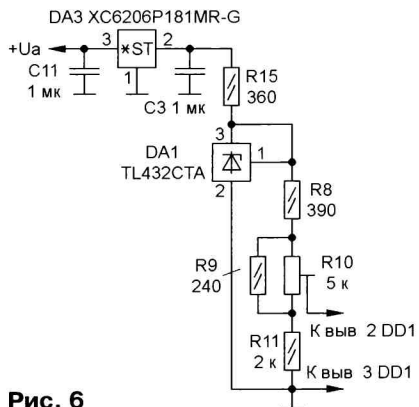 DA3 XC6206P181MR-G
+Ua
3
*ST
2
C11
1 мк
1
C3 1 мк
R15
360
3
DA1
TL432CTA
1
2
R8
390
R9
240
R10
5 к
К выв 2 DD1
R11
2 к
К выв 3 DD1
Рис. 6